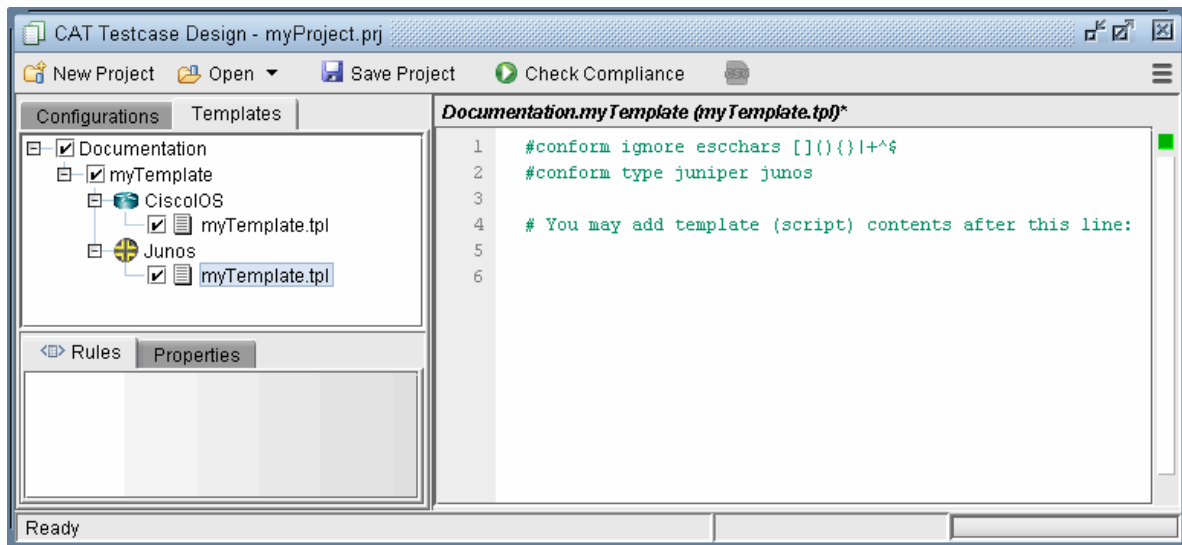 CAT Testcase Design - myProject.prj
New Project Open Save Project Check Compliance
Configurations Templates
Documentation
myTemplate
CiscoIOS
myTemplate.tpl
Junos
myTemplate.tpl
Rules Properties
Documentation.myTemplate (myTemplate.tpl)*
1 #conform ignore escchars [](){}|+^$
2 #conform type juniper junos
3
4 # You may add template (script) contents after this line:
5
6
Ready